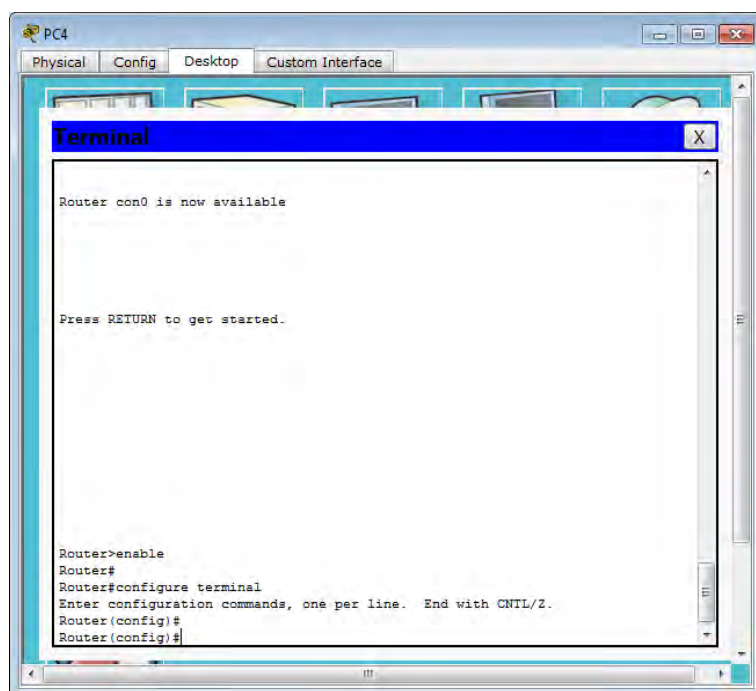 PC4
Physical Config Desktop Custom Interface
Terminal
X
Router con0 is now available
Press RETURN to get started.
Router>enable
Router#
Router#configure terminal
Enter configuration commands, one per line.  End with CNTL/Z.
Router(config)#
Router(config)#